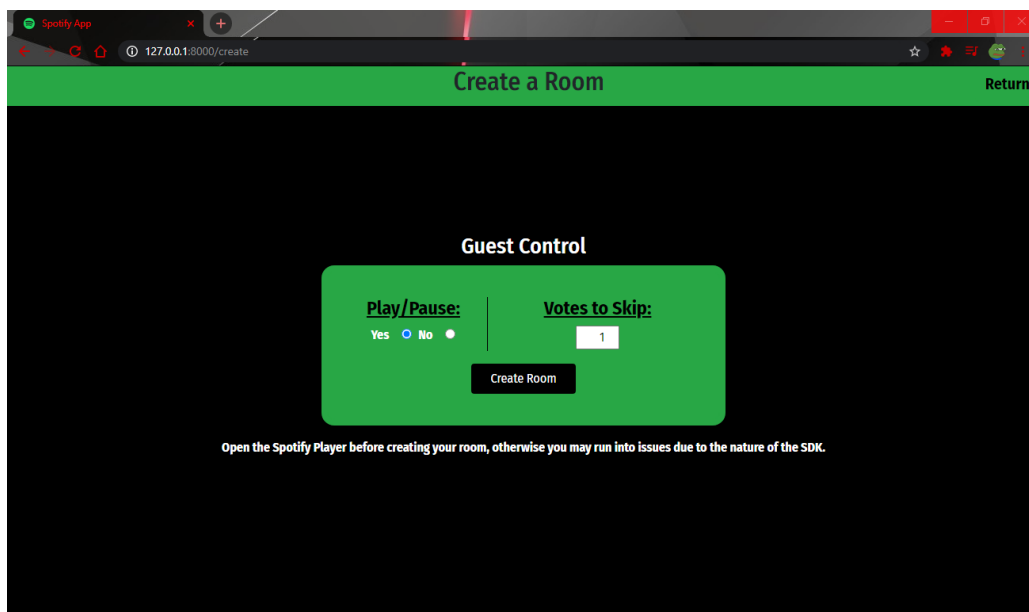 Spotify App
127.0.0.1:8000/create
Create a Room
Return
Guest Control
Play/Pause: Votes to Skip:
Yes No 1
Create Room
Open the Spotify Player before creating your room, otherwise you may run into issues due to the nature of the SDK.